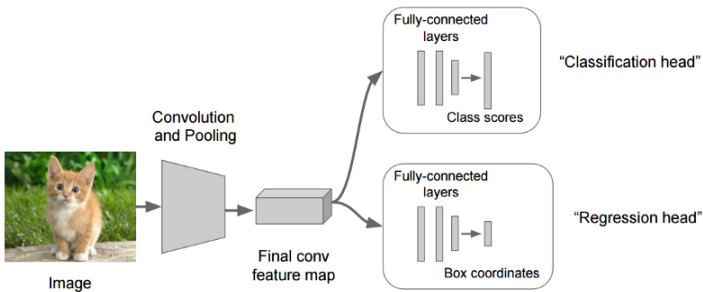 Fully-connected
layers
Class scores
“Classification head”
Convolution
and Pooling
Image
Final conv
feature map
Fully-connected
layers
Box coordinates
“Regression head”